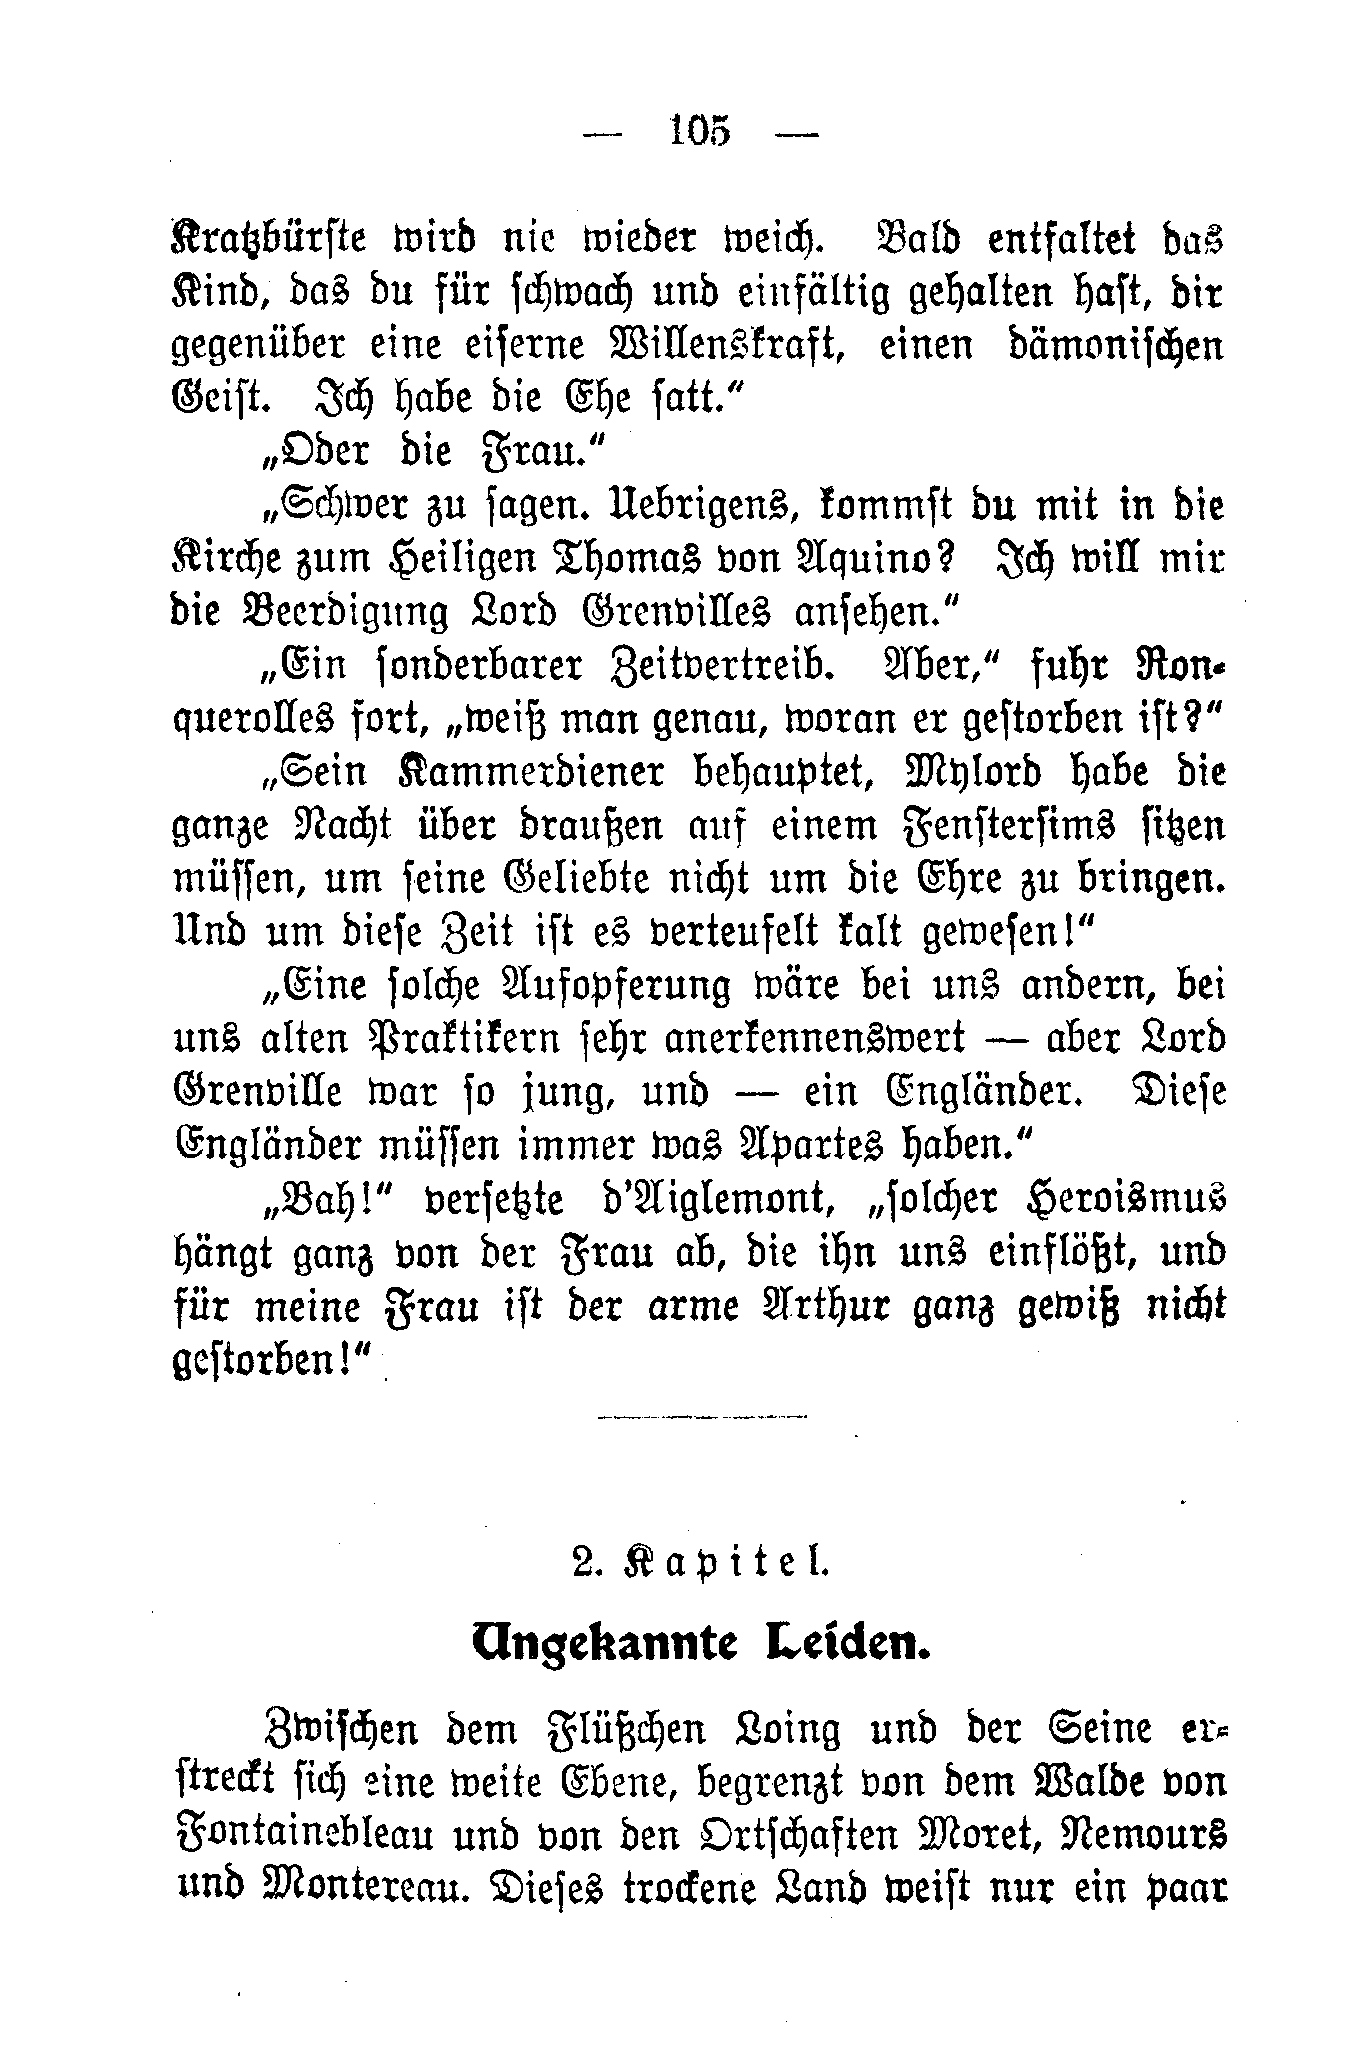 — 105 —
Kratzbürste wird nie wieder weich. Bald entfaltet das
Kind, das du für schwach und einfältig gehalten hast, dir
gegenüber eine eiserne Willenskraft, einen dämonischen
Geist. Ich habe die Ehe satt.“
„Oder die Frau.“
„Schwer zu sagen. Uebrigens, kommst du mit in die
Kirche zum Heiligen Thomas von Aquino? Ich will mir
die Beerdigung Lord Grenvilles ansehen.“
„Ein sonderbarer Zeitvertreib. Aber,“ fuhr Ron-
querolles fort, „weiß man genau, woran er gestorben ist?“
„Sein Kammerdiener behauptet, Mylord habe die
ganze Nacht über draußen auf einem Fenstersims sitzen
müssen, um seine Geliebte nicht um die Ehre zu bringen.
Und um diese Zeit ist es verteufelt kalt gewesen!“
„Eine solche Aufopferung wäre bei uns andern, bei
uns alten Praktikern sehr anerkennenswert — aber Lord
Grenville war so jung, und — ein Engländer. Diese
Engländer müssen immer was Apartes haben.“
„Bah!“ versetzte d'Aiglemont, „solcher Heroismus
hängt ganz von der Frau ab, die ihn uns einflößt, und
für meine Frau ist der arme Arthur ganz gewiß nicht
gestorben!“
2. Kapitel.
Ungekannte Leiden.
Zwischen dem Flüßchen Loing und der Seine er-
streckt sich eine weite Ebene, begrenzt von dem Walde von
Fontainebleau und von den Ortschaften Moret, Nemours
und Montereau. Dieses trockene Land weist nur ein paar